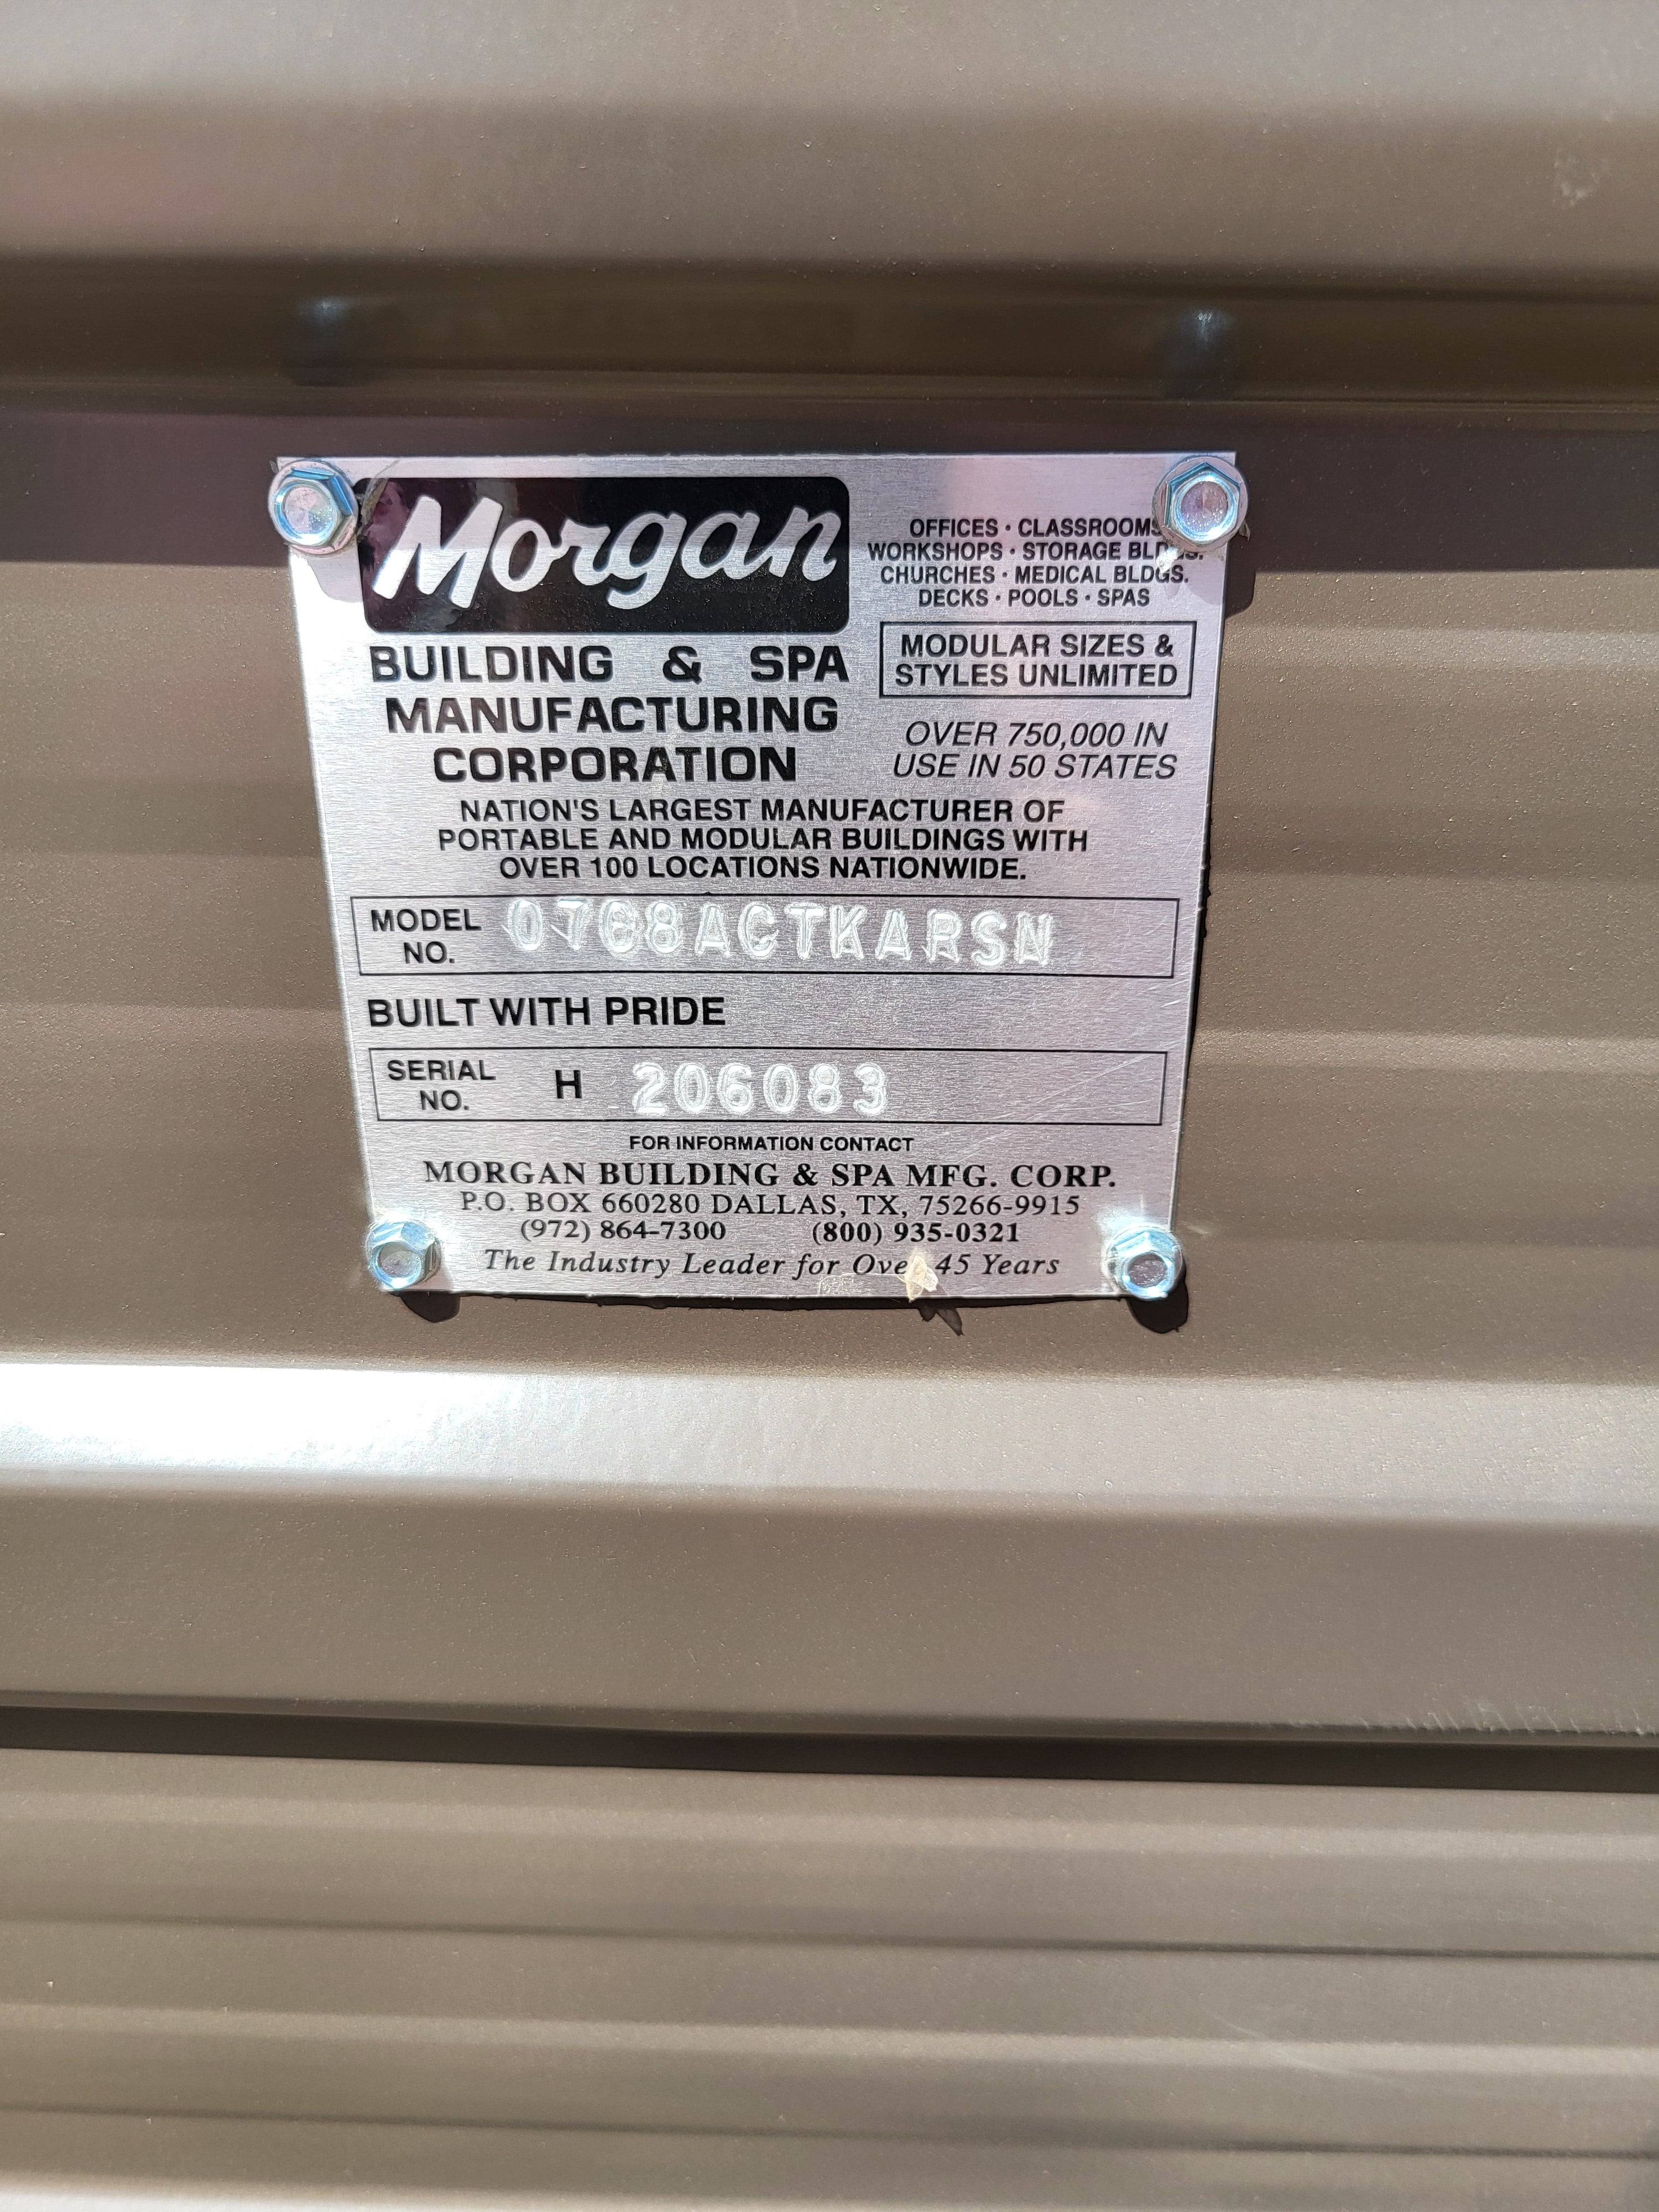 Morgan
BUILDING & SPA
MANUFACTURING
CORPORATION
OFFICES · CLASSROOMS
WORKSHOPS · STORAGE BLDGS.
CHURCHES · MEDICAL BLDGS.
DECKS · POOLS · SPAS
MODULAR SIZES &
STYLES UNLIMITED
OVER 750,000 IN
USE IN 50 STATES
NATION'S LARGEST MANUFACTURER OF
PORTABLE AND MODULAR BUILDINGS WITH
OVER 100 LOCATIONS NATIONWIDE.
MODEL
NO.
BUILT WITH PRIDE
SERIAL
NO. H 206083
FOR INFORMATION CONTACT
MORGAN BUILDING & SPA MFG. CORP.
P.O. BOX 660280 DALLAS, TX, 75266-9915
(972) 864-7300 (800) 935-0321
The Industry Leader for Over 45 Years